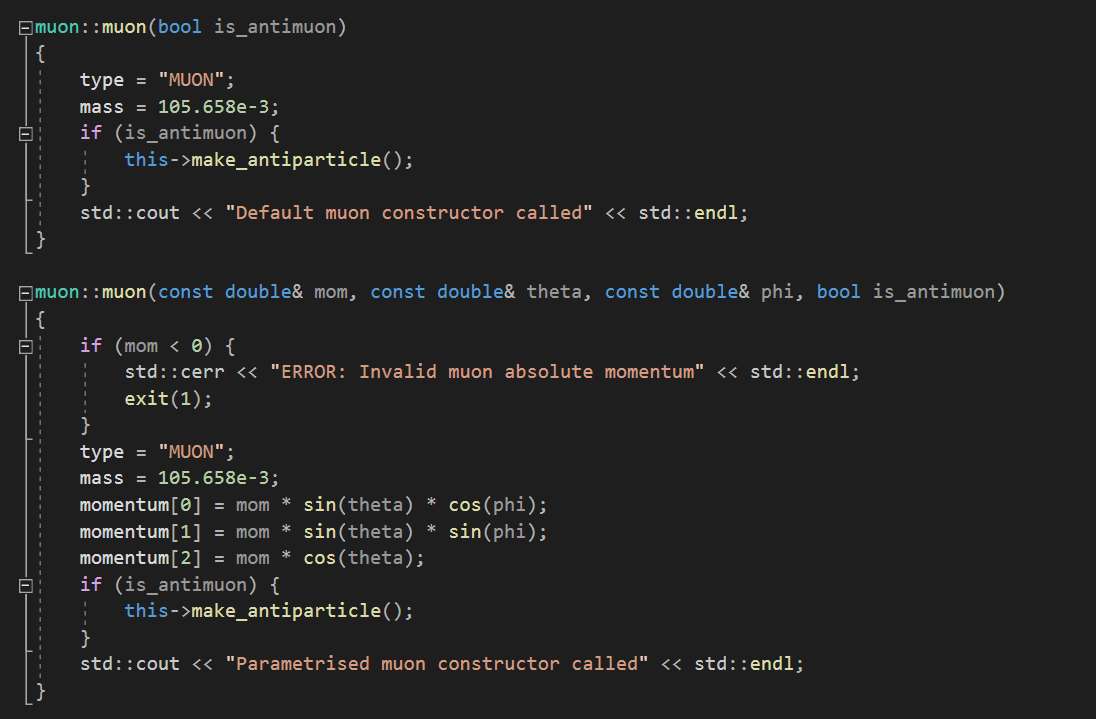 muon::muon(bool is_antimuon)
{
type = "MUON";
mass = 105.658e-3;
if (is_antimuon) {
this->make_antiparticle();
}
std::cout << "Default muon constructor called" << std::endl;
}
muon::muon(const double& mom, const double& theta, const double& phi, bool is_antimuon)
{
if (mom < 0) {
std::cerr << "ERROR: Invalid muon absolute momentum" << std::endl;
exit(1);
}
type = "MUON";
mass = 105.658e-3;
momentum[0] = mom * sin(theta) * cos(phi);
momentum[1] = mom * sin(theta) * sin(phi);
momentum[2] = mom * cos(theta);
if (is_antimuon) {
this->make_antiparticle();
}
std::cout << "Parametrised muon constructor called" << std::endl;
}